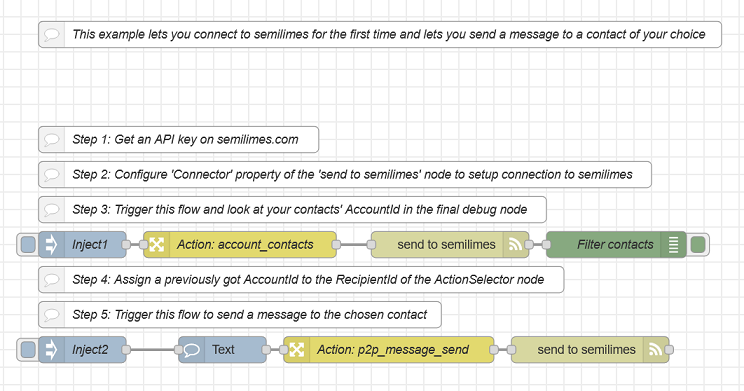 This example lets you connect to semilimes for the first time and lets you send a message to a contact of your choice
Step 1: Get an API key on semilimes.com
Step 2: Configure 'Connector' property of the 'send to semilimes' node to setup connection to semilimes
Step 3: Trigger this flow and look at your contacts' AccountId in the final debug node
Inject1 Action: account_contacts send to semilimes Filter contacts
Step 4: Assign a previously got AccountId to the RecipientId of the ActionSelector node
Step 5: Trigger this flow to send a message to the chosen contact
Inject2 Text Action: p2p_message_send send to semilimes